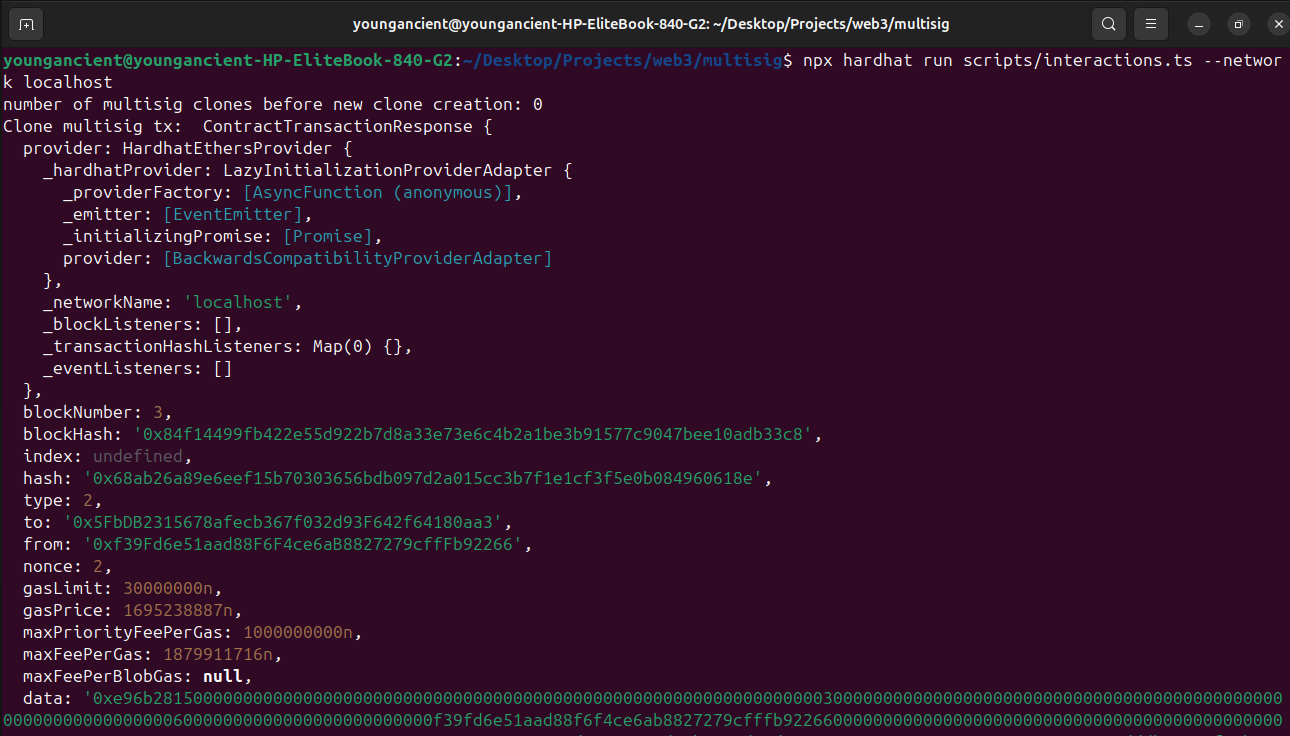 youngancient@youngancient-HP-EliteBook-840-G2: ~/Desktop/Projects/web3/multisig
youngancient@youngancient-HP-EliteBook-840-G2:~/Desktop/Projects/web3/multisig$ npx hardhat run scripts/interactions.ts --networ
k localhost
number of multisig clones before new clone creation: 0
Clone multisig tx:  ContractTransactionResponse {
  provider: HardhatEthersProvider {
    _hardhatProvider: LazyInitializationProviderAdapter {
      _providerFactory: [AsyncFunction (anonymous)],
      _emitter: [EventEmitter],
      _initializingPromise: [Promise],
      provider: [BackwardsCompatibilityProviderAdapter]
    },
    _networkName: 'localhost',
    _blockListeners: [],
    _transactionHashListeners: Map(0) {},
    _eventListeners: []
  },
  blockNumber: 3,
  blockHash: '0x84f14499fb422e55d922b7d8a33e73e6c4b2a1be3b91577c9047bee10adb33c8',
  index: undefined,
  hash: '0x68ab26a89e6eef15b70303656bdb097d2a015cc3b7f1e1cf3f5e0b084960618e',
  type: 2,
  to: '0x5FbDB2315678afecb367f032d93F642f64180aa3',
  from: '0xf39Fd6e51aad88F6F4ce6aB8827279cffFb92266',
  nonce: 2,
  gasLimit: 30000000n,
  gasPrice: 1695238887n,
  maxPriorityFeePerGas: 1000000000n,
  maxFeePerGas: 1879911716n,
  maxFeePerBlobGas: null,
  data: '0xe96b28150000000000000000000000000000000000000000000000000000000000000003000000000000000000000000000000000000000000000
00000000000000000600000000000000000000000000f39fd6e51aad88f6f4ce6ab8827279cfffb92266000000000000000000000000000000000000000000000